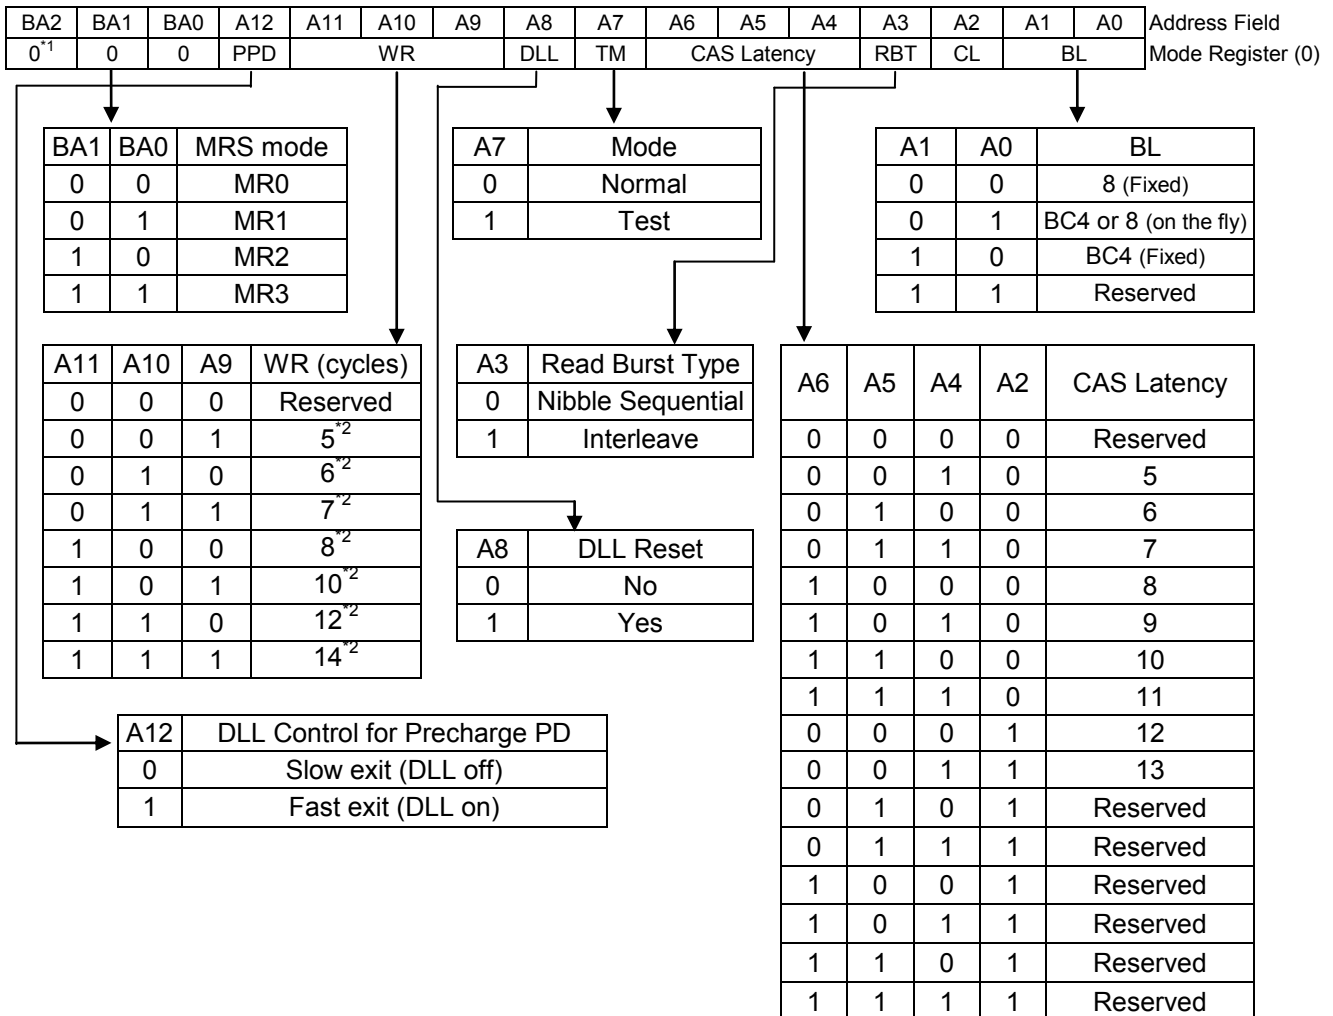 BA2 BA1 BA0 A12 A11 A10 A9 A8 A7 A6 A5 A4 A3 A2 A1 A0 Address Field
0*1 0 0 PPD WR DLL TM CAS Latency RBT CL BL Mode Register (0)
BA1 BA0 MRS mode
0 0 MR0
0 1 MR1
1 0 MR2
1 1 MR3
A7 Mode
0 Normal
1 Test
A1 A0 BL
0 0 8 (Fixed)
0 1 BC4 or 8 (on the fly)
1 0 BC4 (Fixed)
1 1 Reserved
A11 A10 A9 WR (cycles)
0 0 0 Reserved
0 0 1 5*2
0 1 0 6*2
0 1 1 7*2
1 0 0 8*2
1 0 1 10*2
1 1 0 12*2
1 1 1 14*2
A3 Read Burst Type
0 Nibble Sequential
1 Interleave
A8 DLL Reset
0 No
1 Yes
A6 A5 A4 A2 CAS Latency
0 0 0 0 Reserved
0 0 1 0 5
0 1 0 0 6
0 1 1 0 7
1 0 0 0 8
1 0 1 0 9
1 1 0 0 10
1 1 1 0 11
0 0 0 1 12
0 0 1 1 13
0 1 0 1 Reserved
0 1 1 1 Reserved
1 0 0 1 Reserved
1 0 1 1 Reserved
1 1 0 1 Reserved
1 1 1 1 Reserved
A12 DLL Control for Precharge PD
0 Slow exit (DLL off)
1 Fast exit (DLL on)